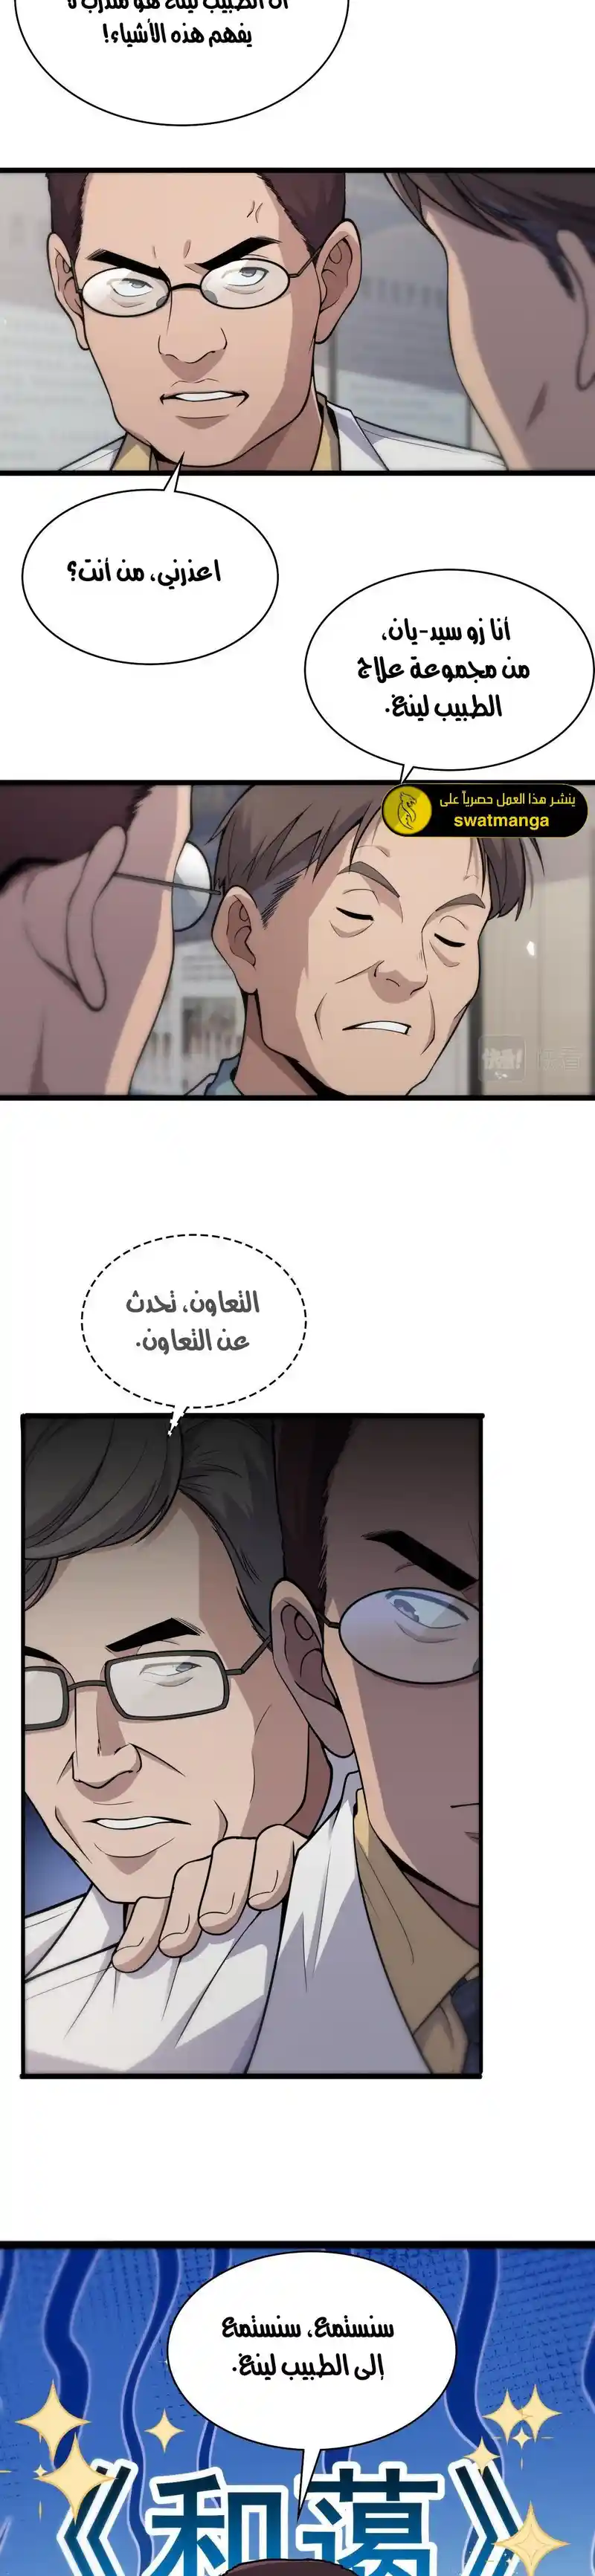 يفهم هذه الأشياء!
اعذرني، من أنت؟
أنا زو سيد-يان،
من مجموعة علاج
الطبيب لينغ.
ينشر هذا العمل حصرياً على
swatmanga
التعاون، تحدث
عن التعاون.
سنستمع، سنستمع
إلى الطبيب لينغ.
《和蔼》